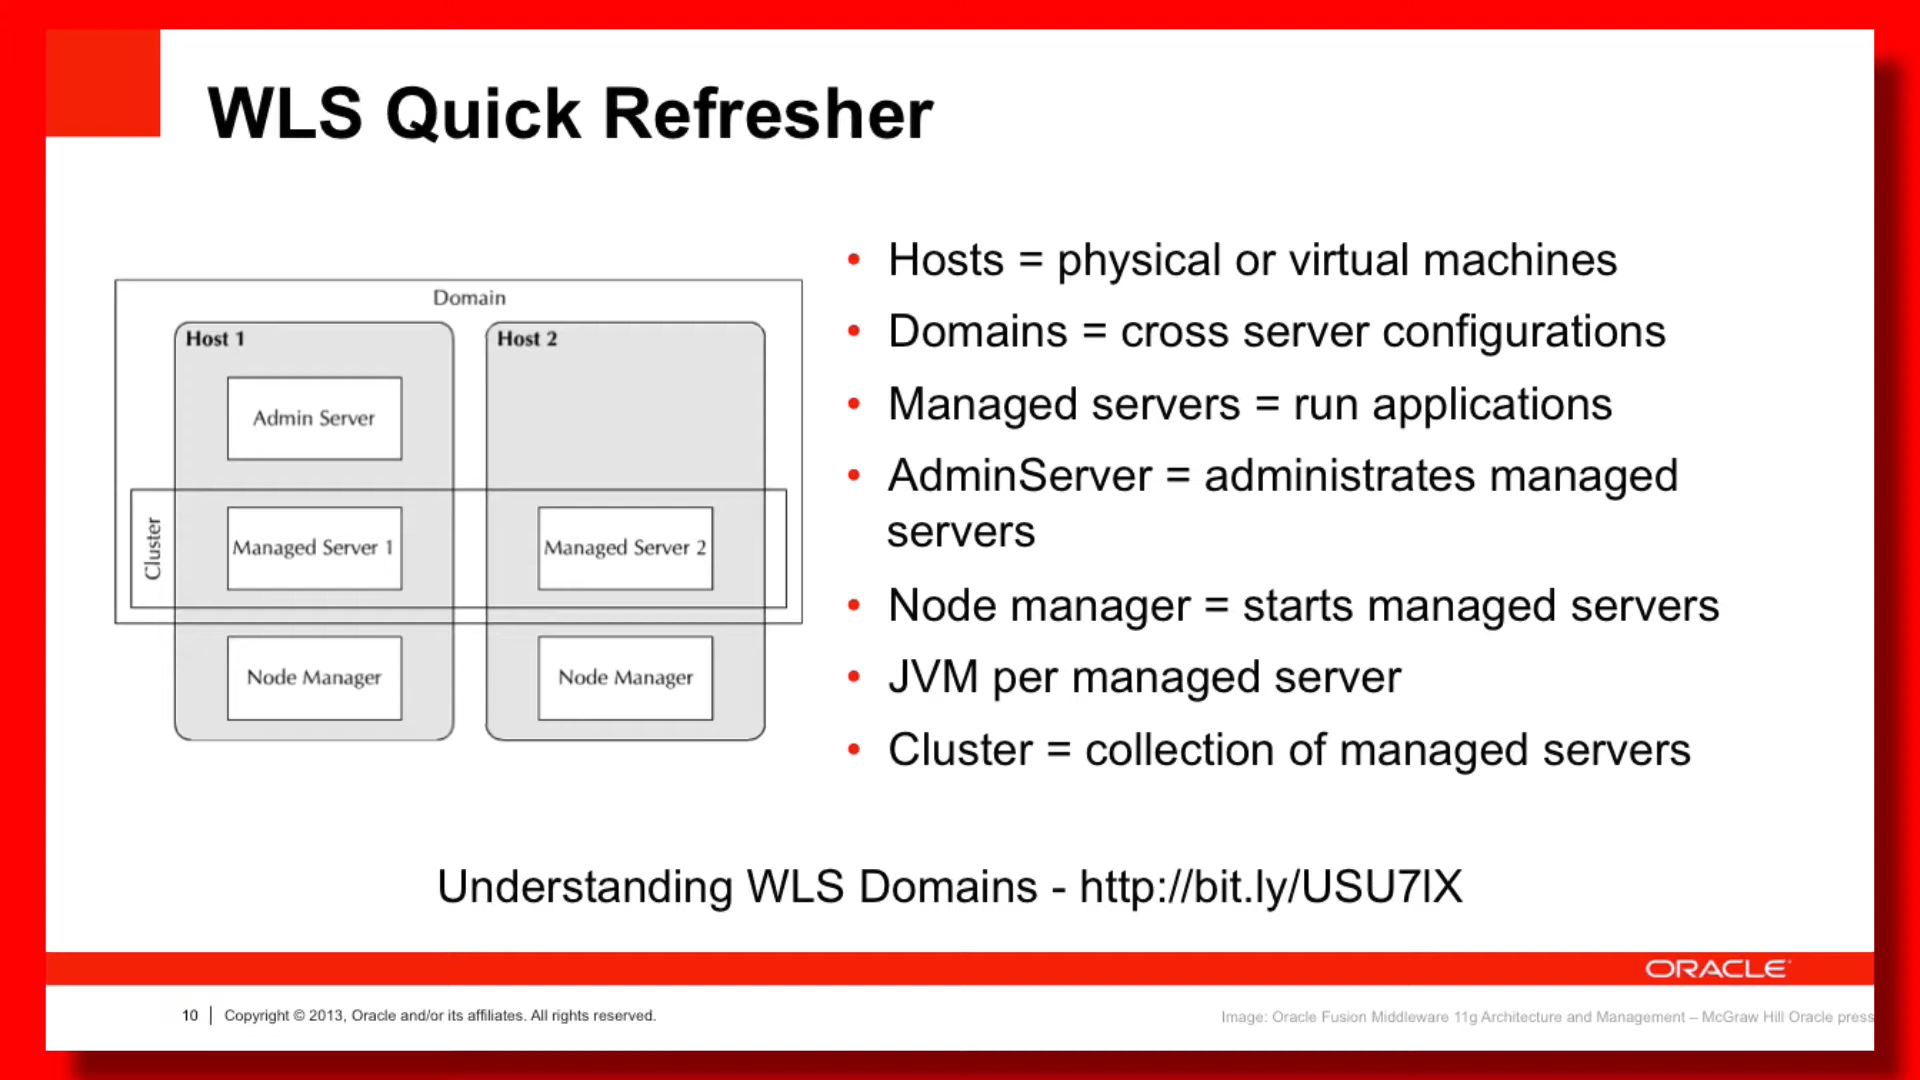 WLS Quick Refresher
Domain
Host 1
Host 2
Admin Server
Cluster
Managed Server 1
Managed Server 2
Node Manager
Node Manager
• Hosts = physical or virtual machines
• Domains = cross server configurations
• Managed servers = run applications
• AdminServer = administrates managed
servers
• Node manager = starts managed servers
• JVM per managed server
• Cluster = collection of managed servers
Understanding WLS Domains - http://bit.ly/USU7lX
ORACLE
10 | Copyright © 2013, Oracle and/or its affiliates. All rights reserved.
Image: Oracle Fusion Middleware 11g Architecture and Management – McGraw Hill Oracle press